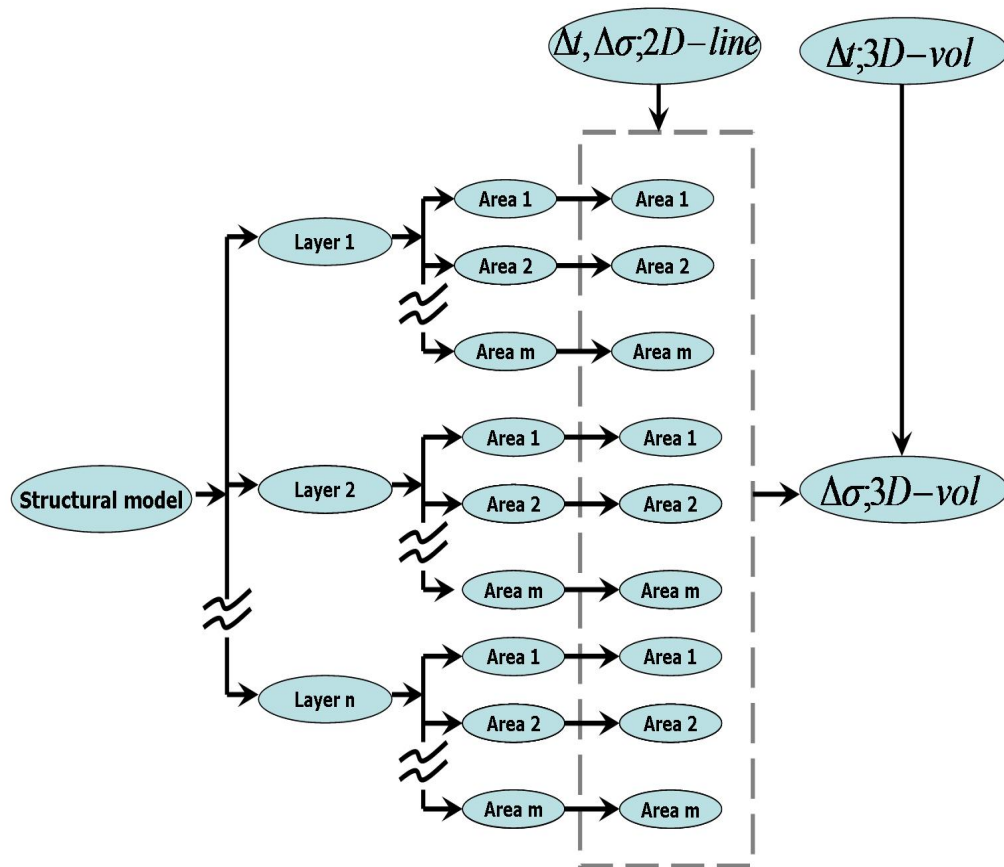 Δt,Δσ;2D-line
Δt;3D-vol
Area 1
Area 1
Layer 1
Area 2
Area 2
Area m
Area m
Area 1
Area 1
Structural model
Layer 2
Area 2
Area 2
Δσ;3D-vol
Area m
Area m
Area 1
Area 1
Layer n
Area 2
Area 2
Area m
Area m